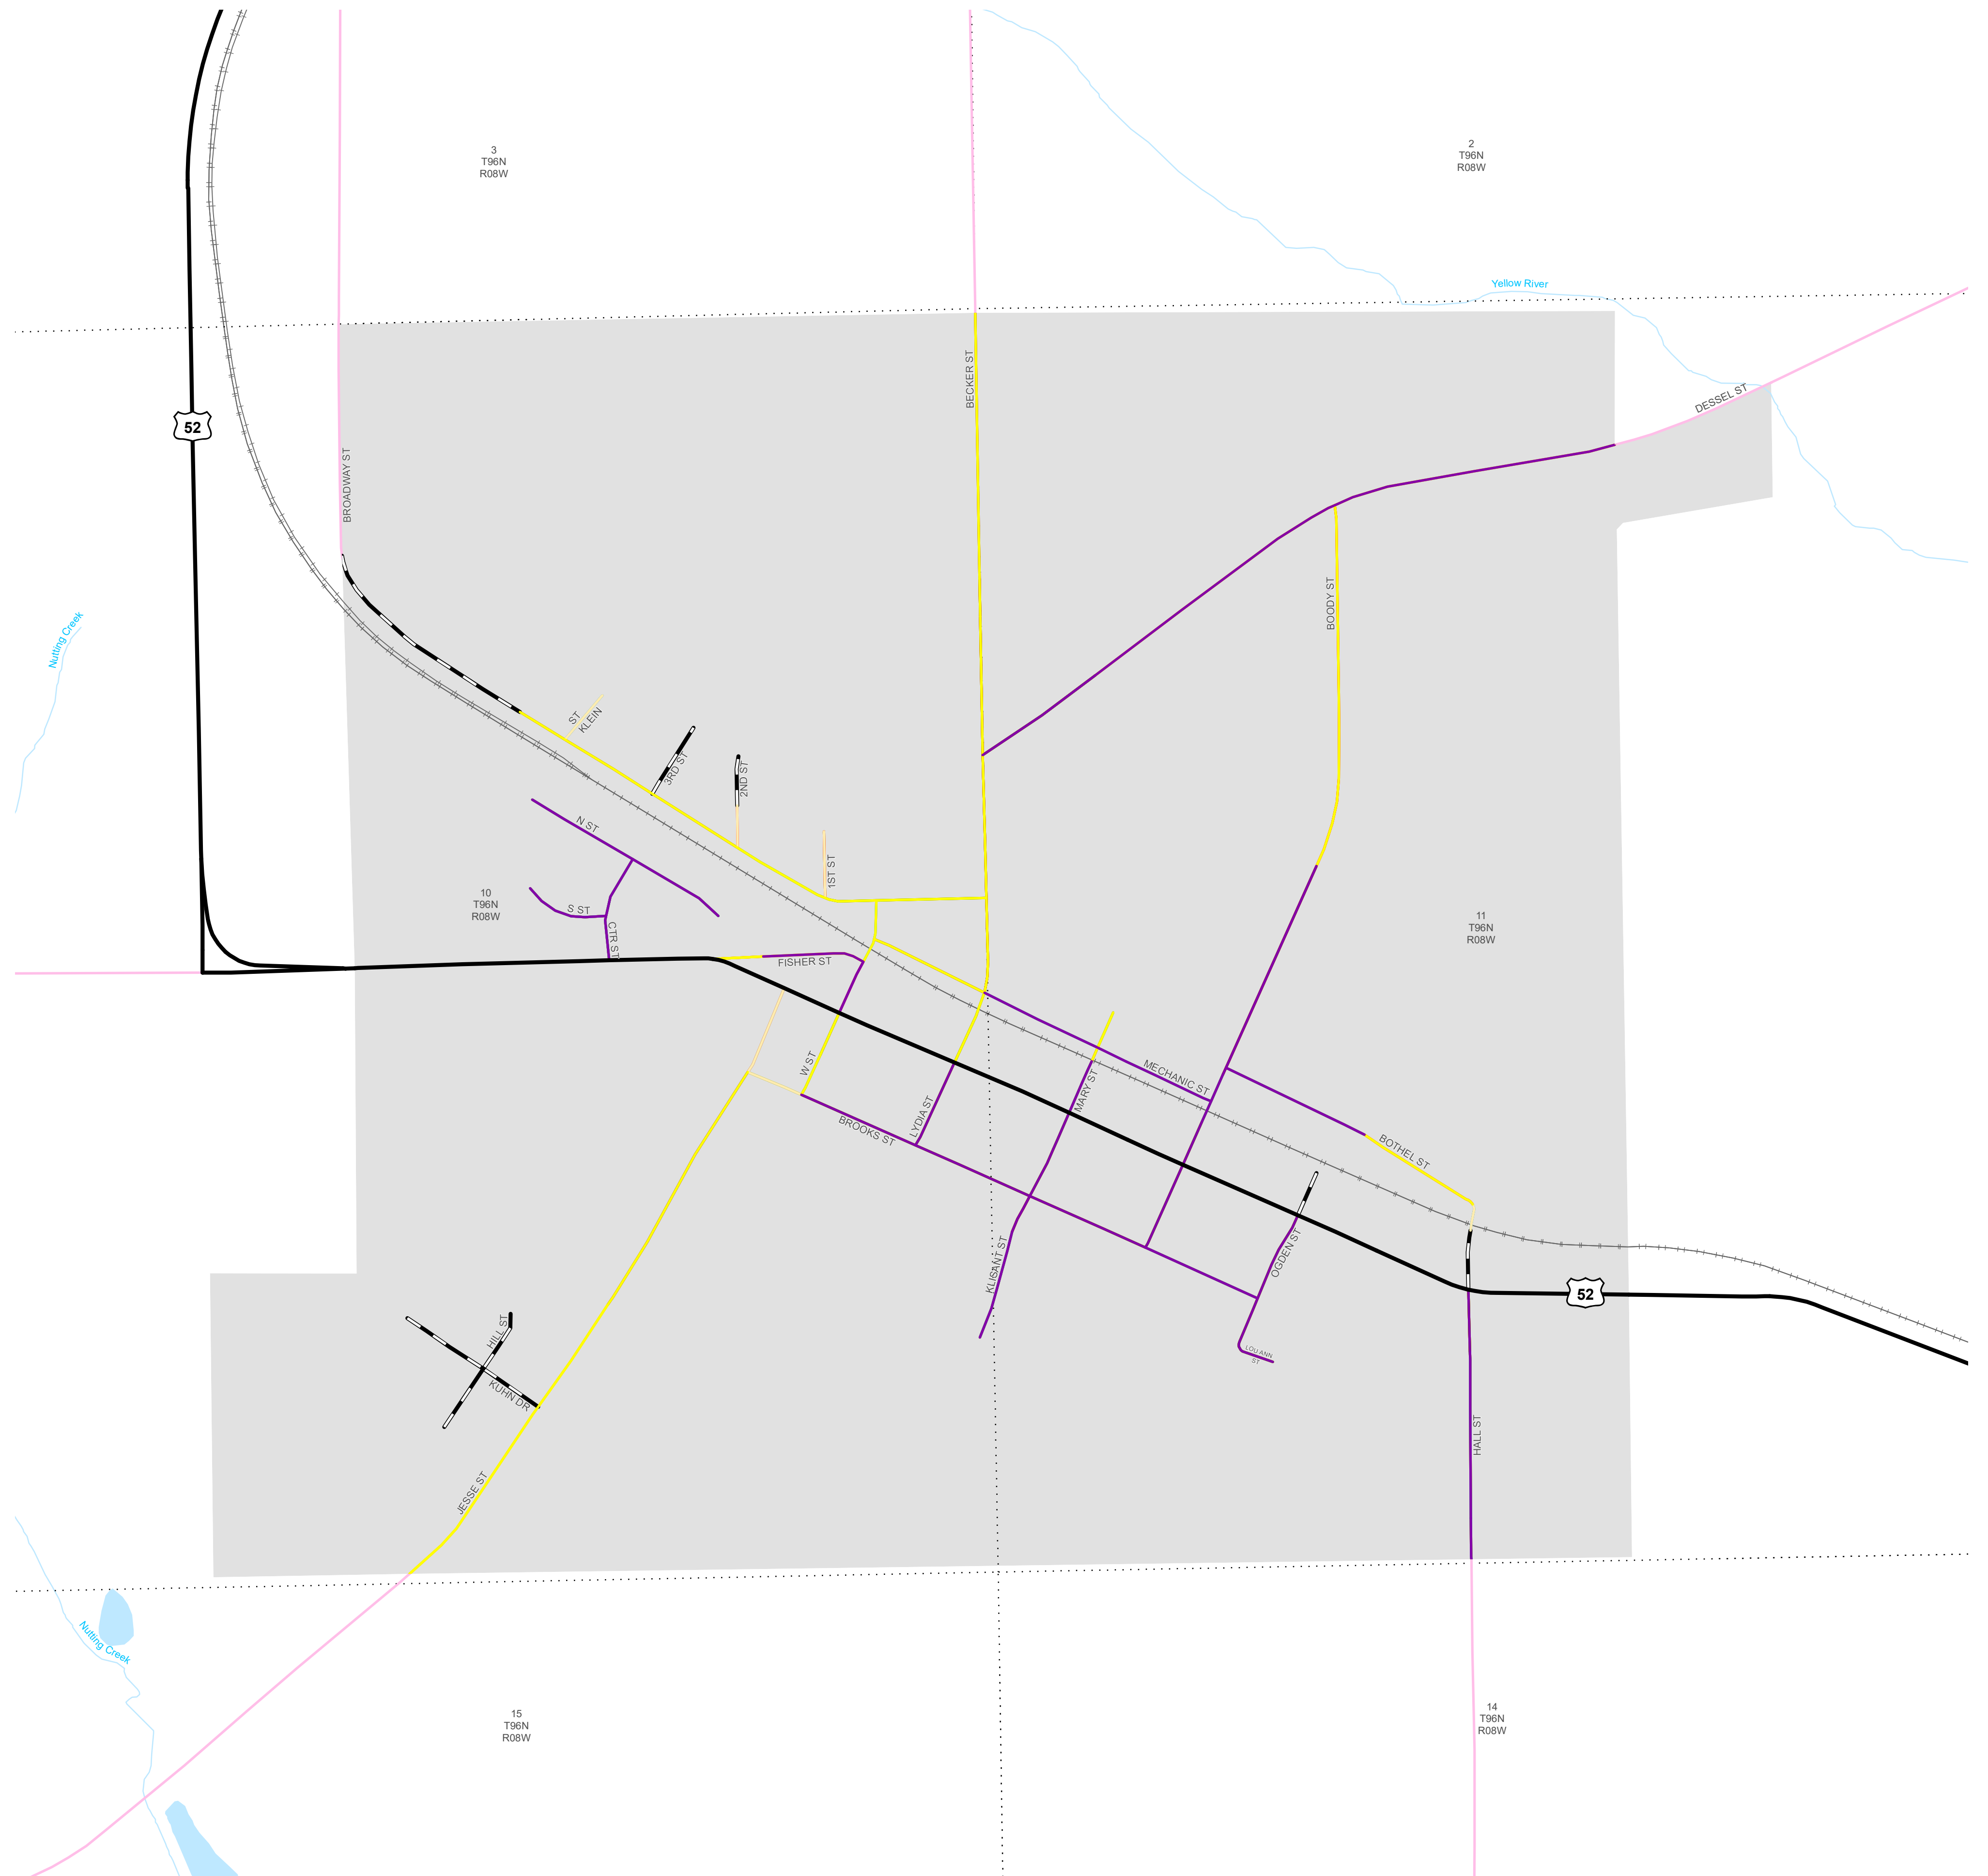 3
T96N
R08W
2
T96N
R08W
Yellow River
BECKER ST
DESSEL ST
52
BROADWAY ST
BOODY ST
Nutting Creek
ST
KLEIN
3RD ST
2ND ST
N ST
1ST ST
10
T96N
R08W
S ST
CTR ST
11
T96N
R08W
FISHER ST
W ST
MECHANIC ST
MARY ST
LYDIA ST
BROOKS ST
BOTHEL ST
KLISANT ST
OGDEN ST
52
HILL ST
LOU ANN
ST
KUHN DR
HALL ST
JESSE ST
Nutting Creek
15
T96N
R08W
14
T96N
R08W